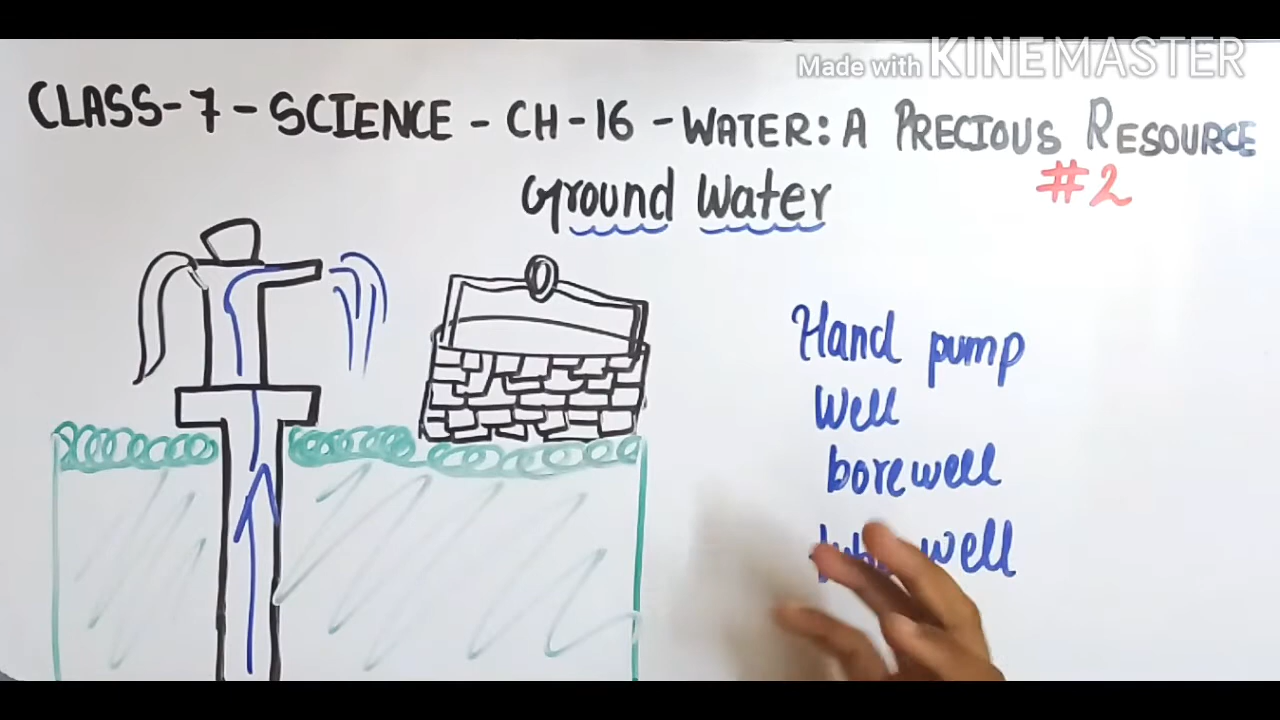 Made with KINEMASTER
CLASS-7-SCIENCE-CH-16-WATER: A PRECIOUS RESOURCE
#2
Ground Water
Hand pump
Well
borewell
well